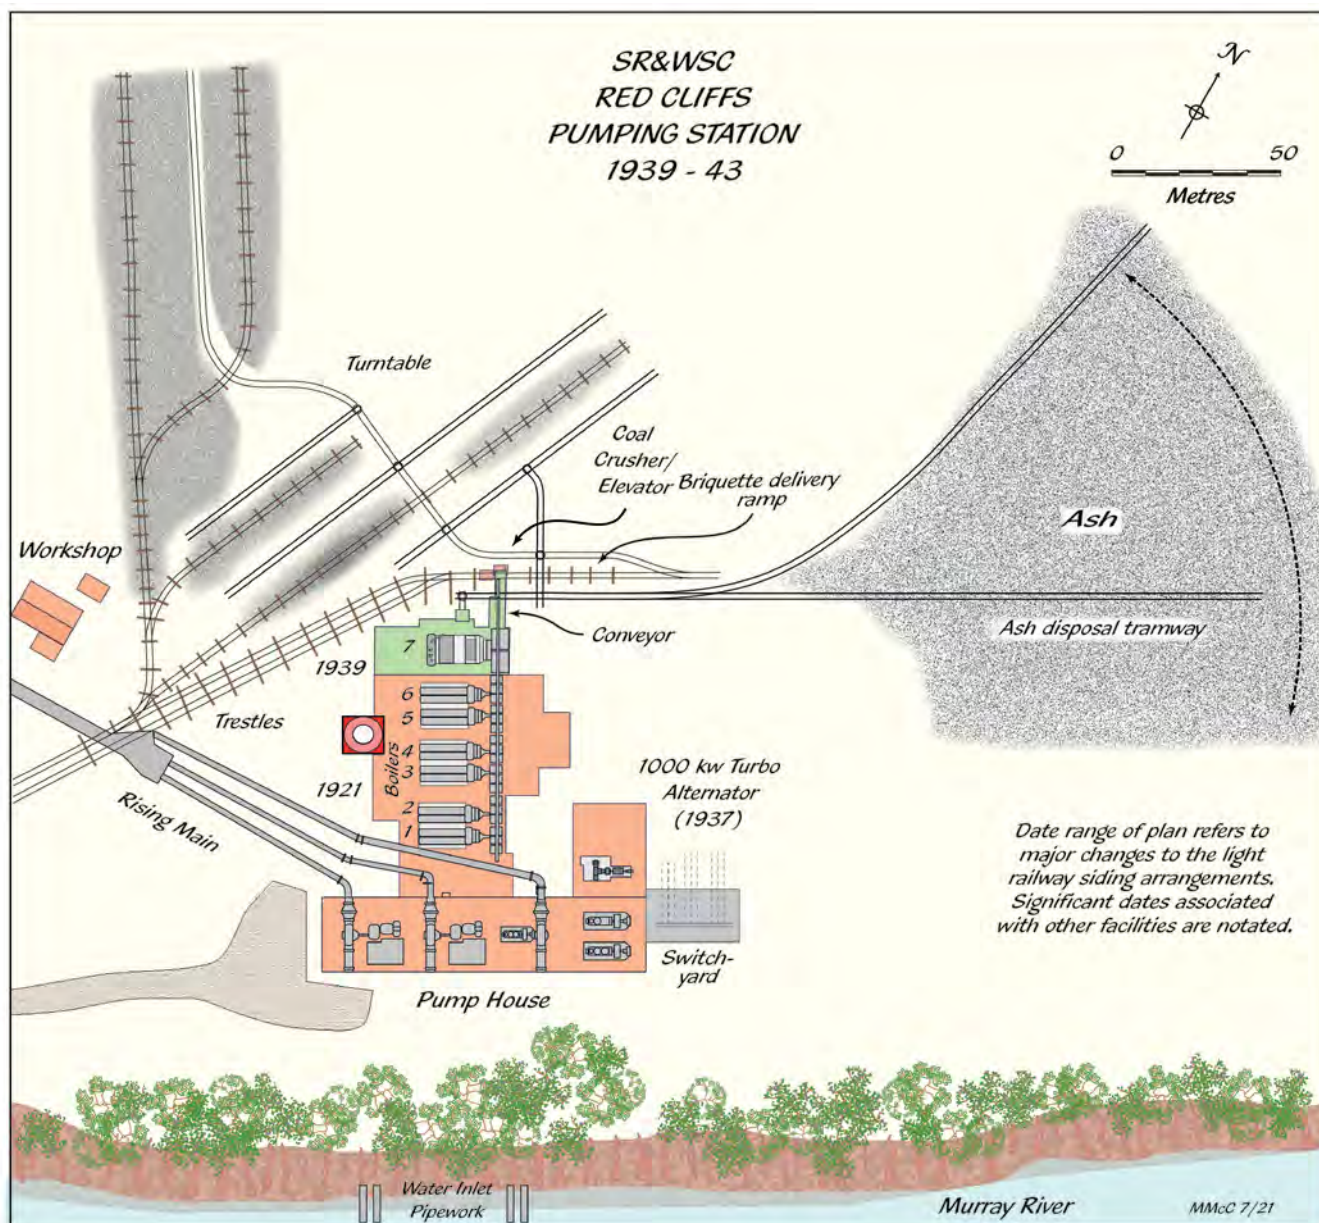 SR&WSC
RED CLIFFS
PUMPING STATION
1939 - 43
N
0 50
Metres
Turntable
Coal
Crusher/
Elevator
Briquette delivery
ramp
Ash
Workshop
Conveyor
Ash disposal tramway
7
1939
6
5
Trestles
4
Boilers
3
1921
2
1
Rising Main
1000 kw Turbo
Alternator
(1937)
Date range of plan refers to
major changes to the light
railway siding arrangements.
Significant dates associated
with other facilities are notated.
Switch-
yard
Pump House
Water Inlet
Pipework
Murray River
MMcC 7/21